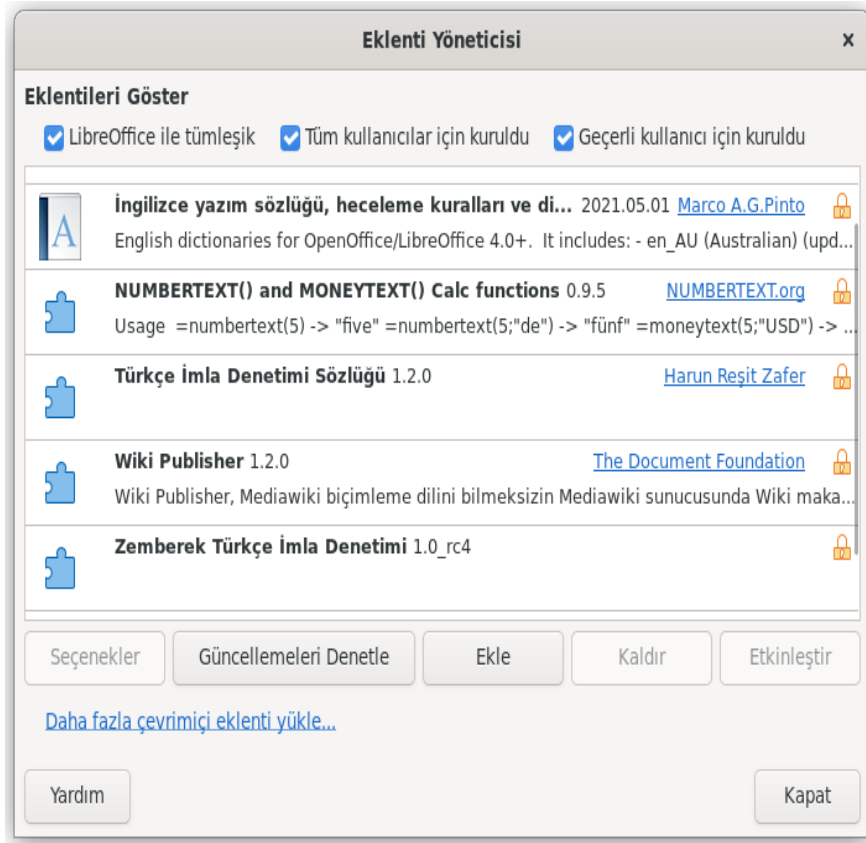 Eklenti Yöneticisi
x
Eklentileri Göster
LibreOffice ile tümleşik Tüm kullanıcılar için kuruldu Geçerli kullanıcı için kuruldu
İngilizce yazım sözlüğü, heceleme kuralları ve di... 2021.05.01 Marco A.G.Pinto
English dictionaries for OpenOffice/LibreOffice 4.0+. It includes: - en_AU (Australian) (upd...
NUMBERTEXT() and MONEYTEXT() Calc functions 0.9.5 NUMBERTEXT.org
Usage =numbertext(5) -> "five" =numbertext(5;"de") -> "fünf" =moneytext(5;"USD") -> ...
Türkçe İmla Denetimi Sözlüğü 1.2.0 Harun Reşit Zafer
Wiki Publisher 1.2.0 The Document Foundation
Wiki Publisher, Mediawiki biçimleme dilini bilmeksizin Mediawiki sunucusunda Wiki maka...
Zemberek Türkçe İmla Denetimi 1.0_rc4
Seçenekler Güncellemeleri Denetle Ekle Kaldır Etkinleştir
Daha fazla çevrimiçi eklenti yükle...
Yardım Kapat